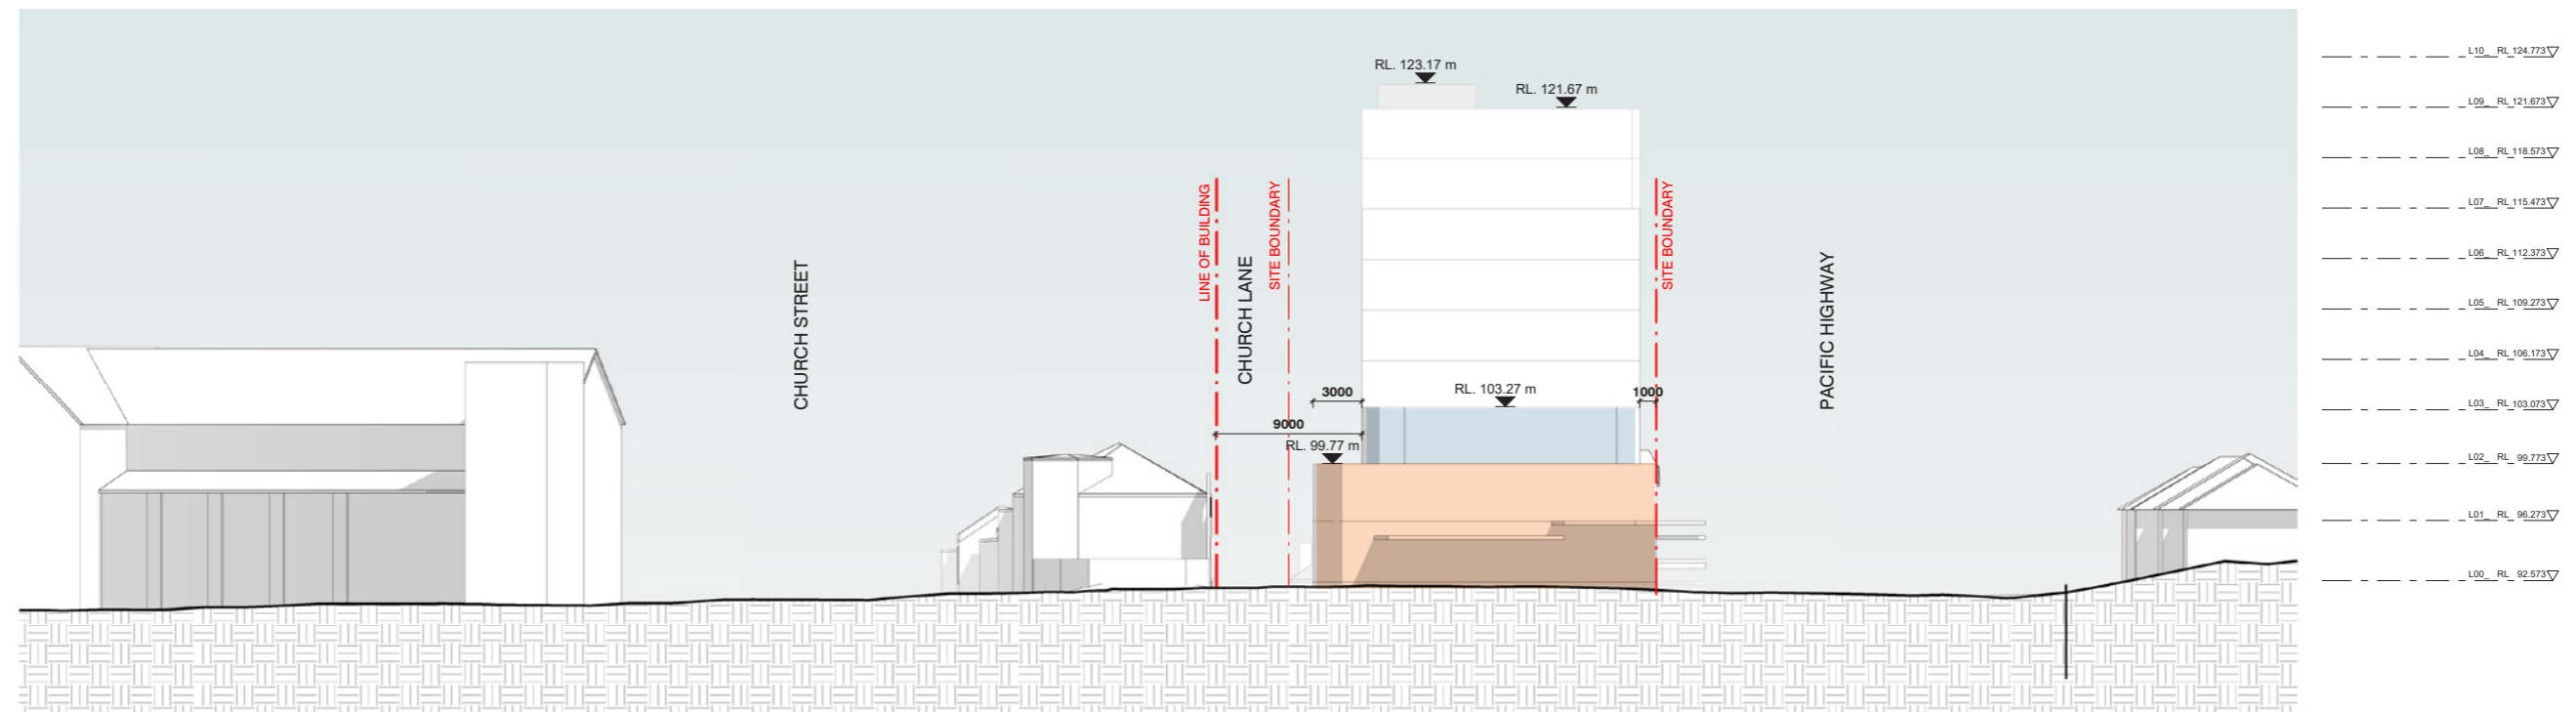 L10_ RL 124.773
RL. 123.17 m
RL. 121.67 m
L09_ RL 121.673
L08_ RL 118.573
LINE OF BUILDING
SITE BOUNDARY
SITE BOUNDARY
L07_ RL 115.473
CHURCH STREET
CHURCH LANE
PACIFIC HIGHWAY
L06_ RL 112.373
L05_ RL 109.273
L04_ RL 106.173
3000
RL. 103.27 m
1000
L03_ RL 103.073
9000
RL. 99.77 m
L02_ RL 99.773
L01_ RL 96.273
L00_ RL 92.573